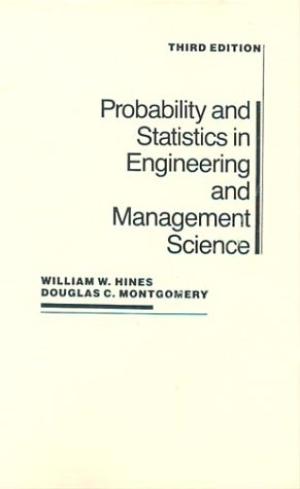 THIRD EDITION
Probability and
Statistics in
Engineering
and
Management
Science
WILLIAM W. HINES
DOUGLAS C. MONTGOMERY